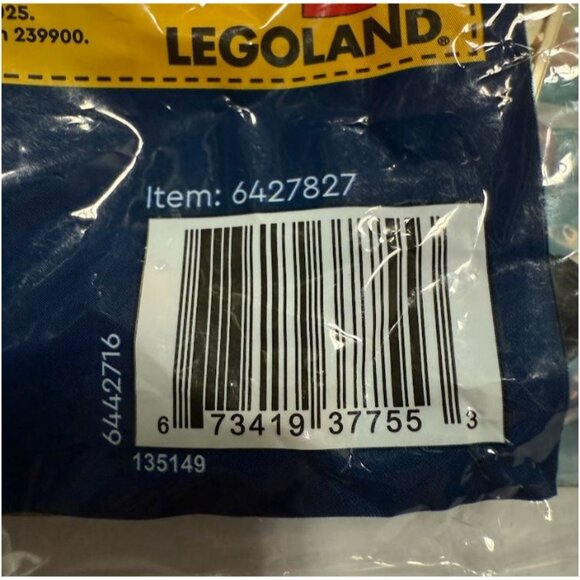 025.
n 239900.
LEGOLAND®
Item: 6427827
6442716
6 73419 37755 3
135149